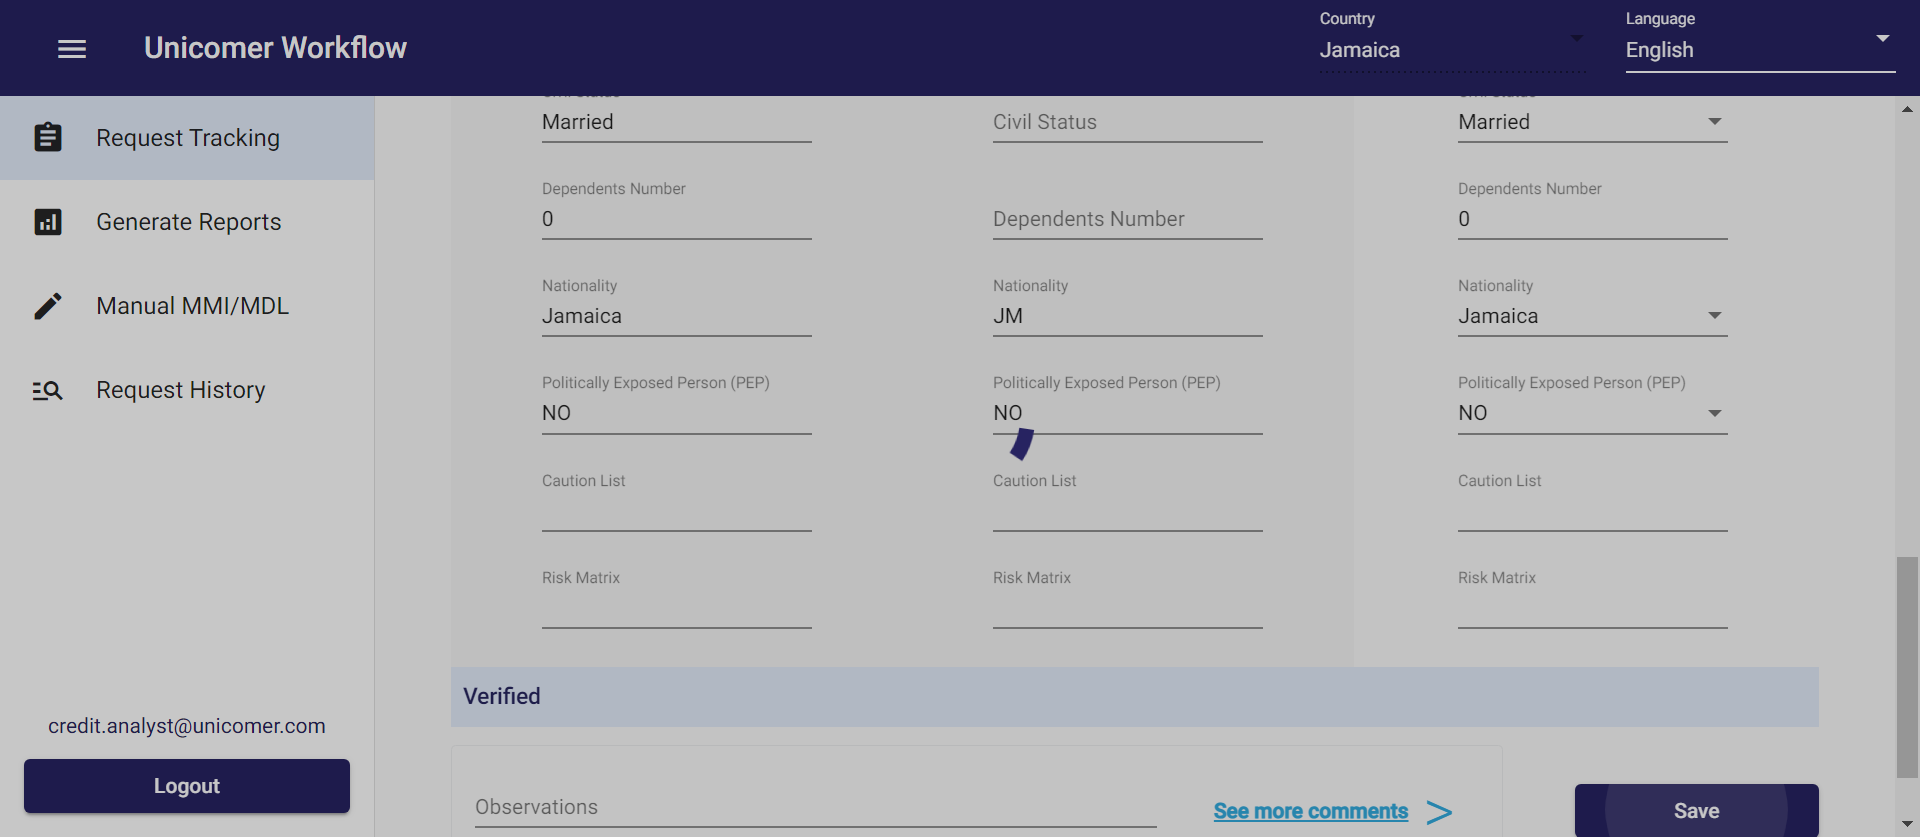 Unicomer Workflow
Country
Jamaica
Language
English
Request Tracking
Generate Reports
Manual MMI/MDL
Request History
credit.analyst@unicomer.com
Logout
Married
Civil Status
Married
Dependents Number
Dependents Number
0
Dependents Number
0
Nationality
Nationality
Nationality
Jamaica
JM
Jamaica
Politically Exposed Person (PEP)
Politically Exposed Person (PEP)
Politically Exposed Person (PEP)
NO
NO
NO
Caution List
Caution List
Caution List
Risk Matrix
Risk Matrix
Risk Matrix
Verified
Observations
See more comments
Save